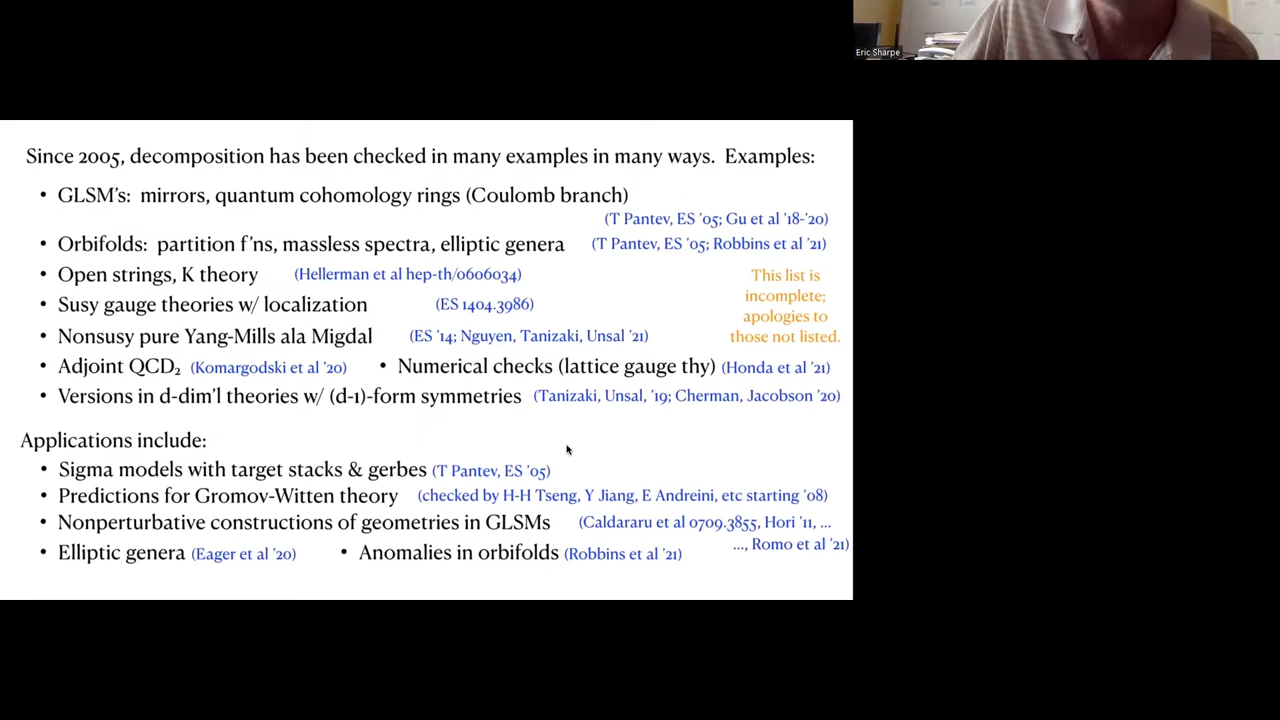 Eric Sharpe
Since 2005, decomposition has been checked in many examples in many ways. Examples:
• GLSM's: mirrors, quantum cohomology rings (Coulomb branch)
(T Pantev, ES '05; Gu et al '18-'20)
• Orbifolds: partition f'ns, massless spectra, elliptic genera (T Pantev, ES '05; Robbins et al '21)
• Open strings, K theory (Hellerman et al hep-th/0606034)
• Susy gauge theories w/ localization (ES 1404.3986)
• Nonsusy pure Yang-Mills ala Migdal (ES '14; Nguyen, Tanizaki, Unsal '21)
This list is
incomplete;
apologies to
those not listed.
• Adjoint QCD₂ (Komargodski et al '20) • Numerical checks (lattice gauge thy) (Honda et al '21)
• Versions in d-dim'l theories w/ (d-1)-form symmetries (Tanizaki, Unsal, '19; Cherman, Jacobson '20)
Applications include:
• Sigma models with target stacks & gerbes (T Pantev, ES '05)
• Predictions for Gromov-Witten theory (checked by H-H Tseng, Y Jiang, E Andreini, etc starting '08)
• Nonperturbative constructions of geometries in GLSMs (Caldararu et al 0709.3855, Hori '11, ...
..., Romo et al '21)
• Elliptic genera (Eager et al '20) • Anomalies in orbifolds (Robbins et al '21)